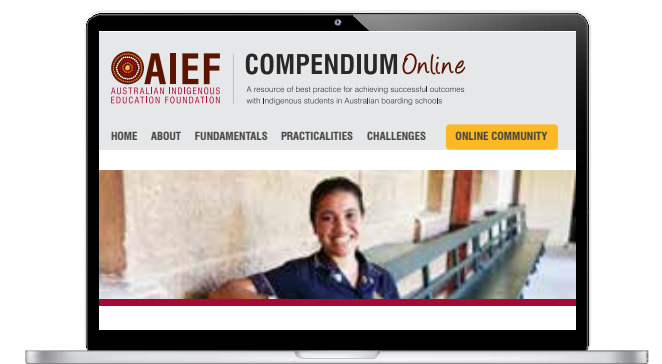 AIEF
AUSTRALIAN INDIGENOUS
EDUCATION FOUNDATION
COMPENDIUM Online
A resource of best practice for achieving successful outcomes
with Indigenous students in Australian boarding schools
HOME ABOUT FUNDAMENTALS PRACTICALITIES CHALLENGES ONLINE COMMUNITY